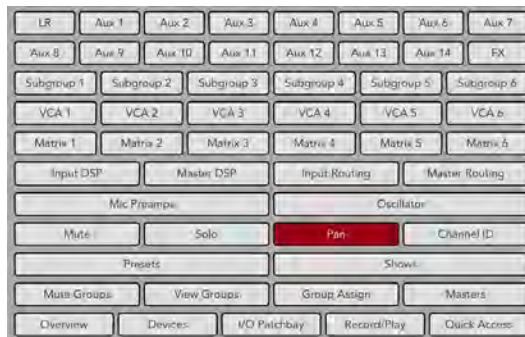 LR Aux 1 Aux 2 Aux 3 Aux 4 Aux 5 Aux 6 Aux 7
Aux 8 Aux 9 Aux 10 Aux 11 Aux 12 Aux 13 Aux 14 FX
Subgroup 1 Subgroup 2 Subgroup 3 Subgroup 4 Subgroup 5 Subgroup 6
VCA 1 VCA 2 VCA 3 VCA 4 VCA 5 VCA 6
Matrix 1 Matrix 2 Matrix 3 Matrix 4 Matrix 5 Matrix 6
Input DSP Master DSP Input Routing Master Routing
Mic Preamps Oscillator
Mute Solo Pan Channel ID
Presets Shows
Mute Groups View Groups Group Assign Masters
Overview Devices I/O Patchbay Record/Play Quick Access